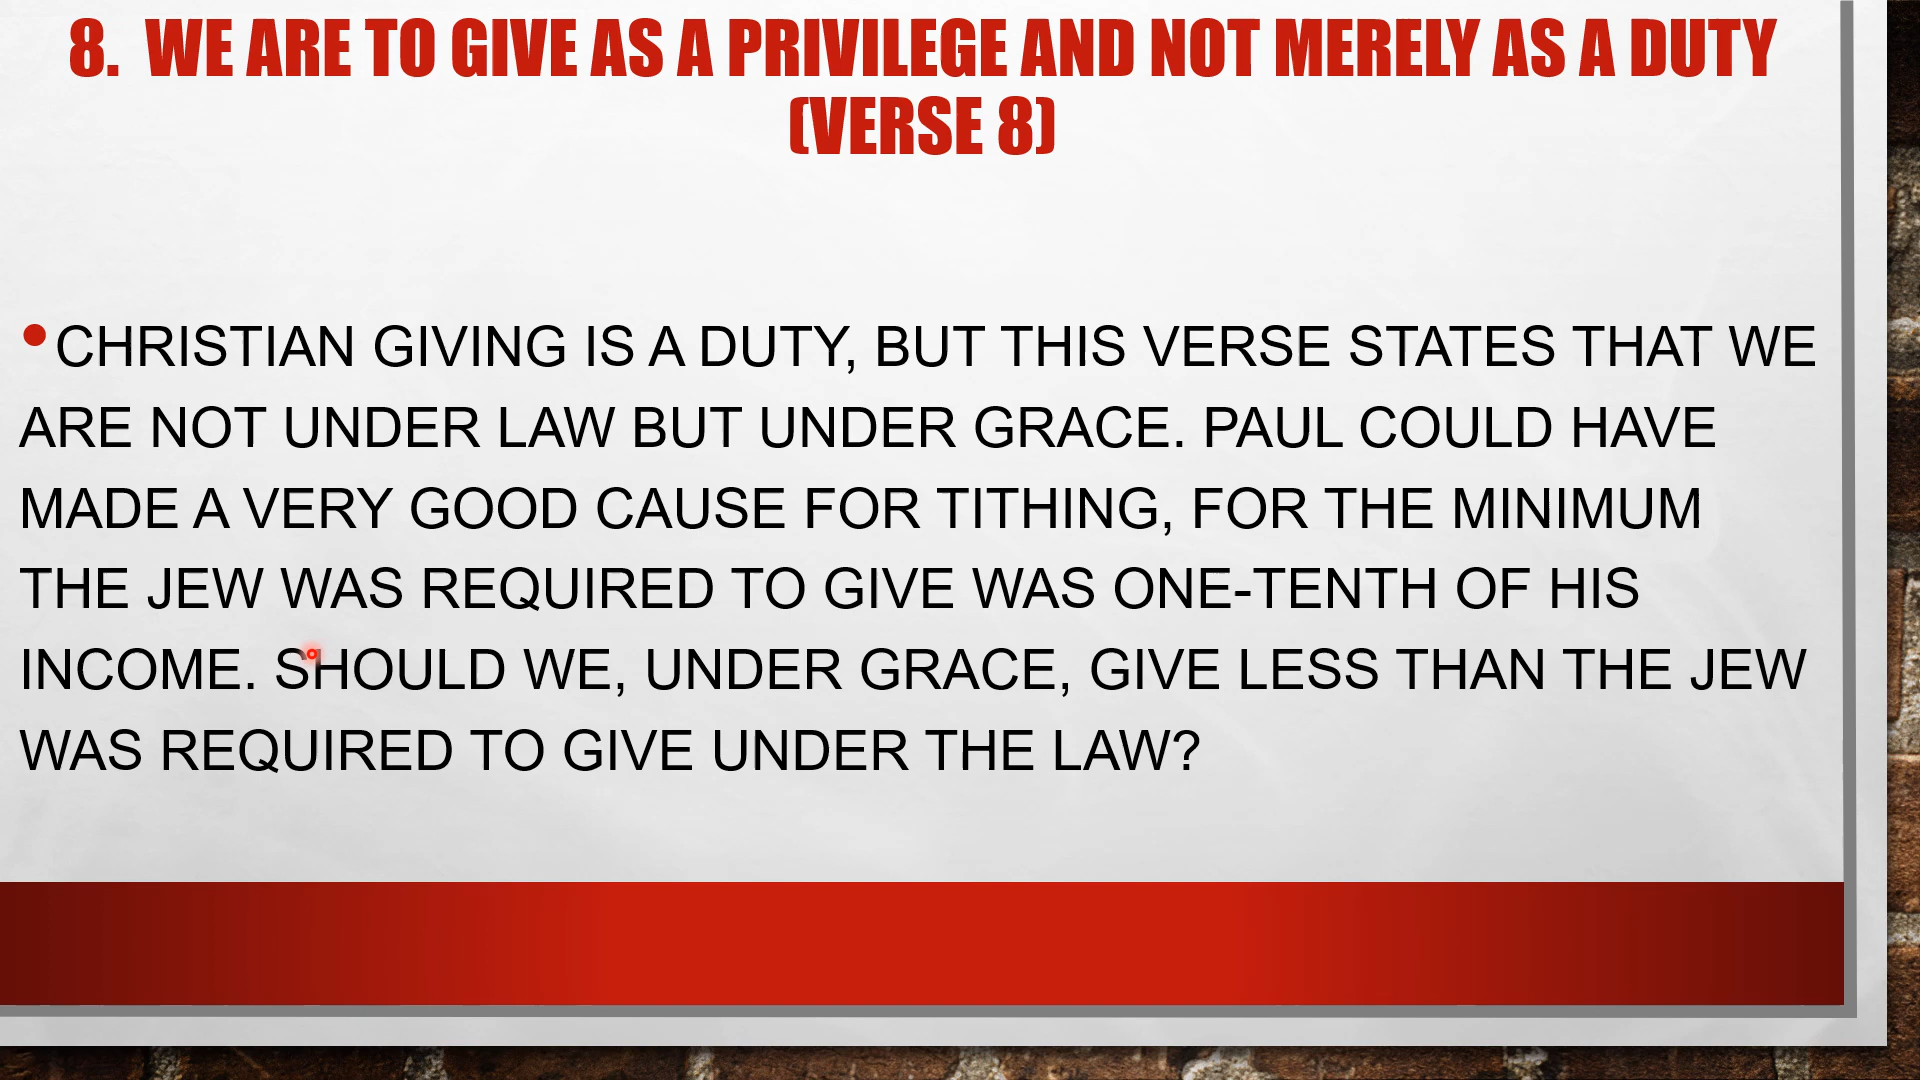 8. WE ARE TO GIVE AS A PRIVILEGE AND NOT MERELY AS A DUTY
(VERSE 8)
•CHRISTIAN GIVING IS A DUTY, BUT THIS VERSE STATES THAT WE
ARE NOT UNDER LAW BUT UNDER GRACE. PAUL COULD HAVE
MADE A VERY GOOD CAUSE FOR TITHING, FOR THE MINIMUM
THE JEW WAS REQUIRED TO GIVE WAS ONE-TENTH OF HIS
INCOME. SHOULD WE, UNDER GRACE, GIVE LESS THAN THE JEW
WAS REQUIRED TO GIVE UNDER THE LAW?